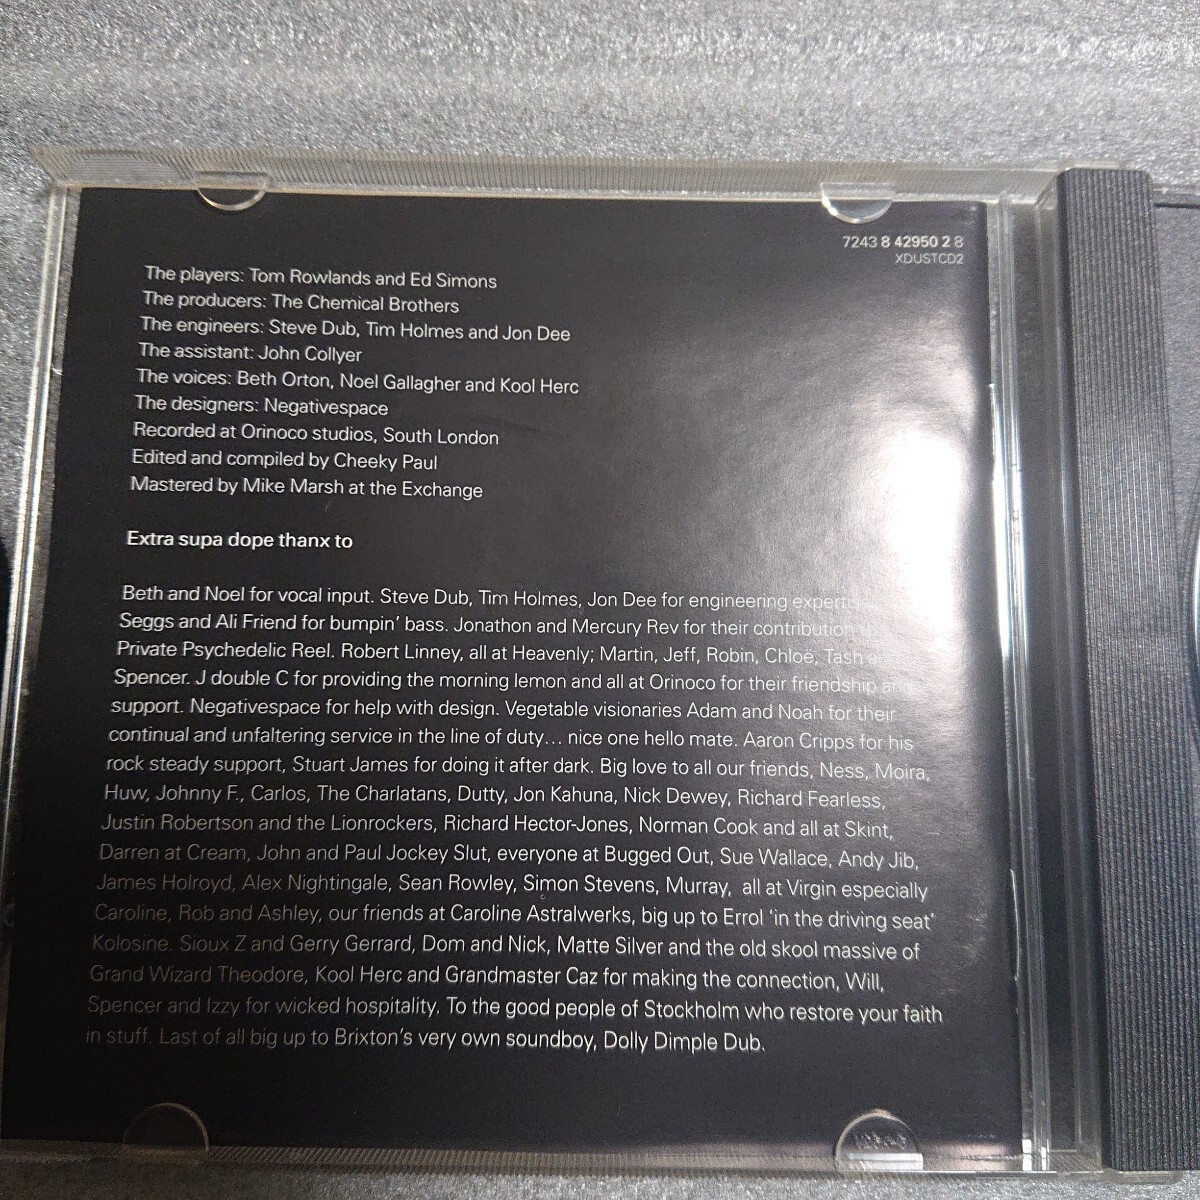 7243 8 42950 2 8
XDUSTCD2
The players: Tom Rowlands and Ed Simons
The producers: The Chemical Brothers
The engineers: Steve Dub, Tim Holmes and Jon Dee
The assistant: John Collyer
The voices: Beth Orton, Noel Gallagher and Kool Herc
The designers: Negativespace
Recorded at Orinoco studios, South London
Edited and compiled by Cheeky Paul
Mastered by Mike Marsh at the Exchange
Extra supa dope thanx to
Beth and Noel for vocal input. Steve Dub, Tim Holmes, Jon Dee for engineering
Seggs and Ali Friend for bumpin' bass. Jonathon and Mercury Rev for their contribution
Private Psychedelic Reel. Robert Linney, all at Heavenly; Martin, Jeff, Robin, Chloë, Tash
Spencer. J double C for providing the morning lemon and all at Orinoco for their friendship and
support. Negativespace for help with design. Vegetable visionaries Adam and Noah for their
continual and unfaltering service in the line of duty... nice one hello mate. Aaron Cripps for his
rock steady support, Stuart James for doing it after dark. Big love to all our friends, Ness, Moira,
Huw, Johnny F., Carlos, The Charlatans, Dutty, Jon Kahuna, Nick Dewey, Richard Fearless,
Justin Robertson and the Lionrockers, Richard Hector-Jones, Norman Cook and all at Skint,
Darren at Cream, John and Paul Jockey Slut, everyone at Bugged Out, Sue Wallace, Andy Jib,
James Holroyd, Alex Nightingale, Sean Rowley, Simon Stevens, Murray, all at Virgin especially
Caroline, Rob and Ashley, our friends at Caroline Astralwerks, big up to Errol 'in the driving seat'
Kolosine. Sioux Z and Gerry Gerrard, Dom and Nick, Matte Silver and the old skool massive of
Grand Wizard Theodore, Kool Herc and Grandmaster Caz for making the connection, Will,
Spencer and Izzy for wicked hospitality. To the good people of Stockholm who restore your faith
in stuff. Last of all big up to Brixton's very own soundboy, Dolly Dimple Dub.